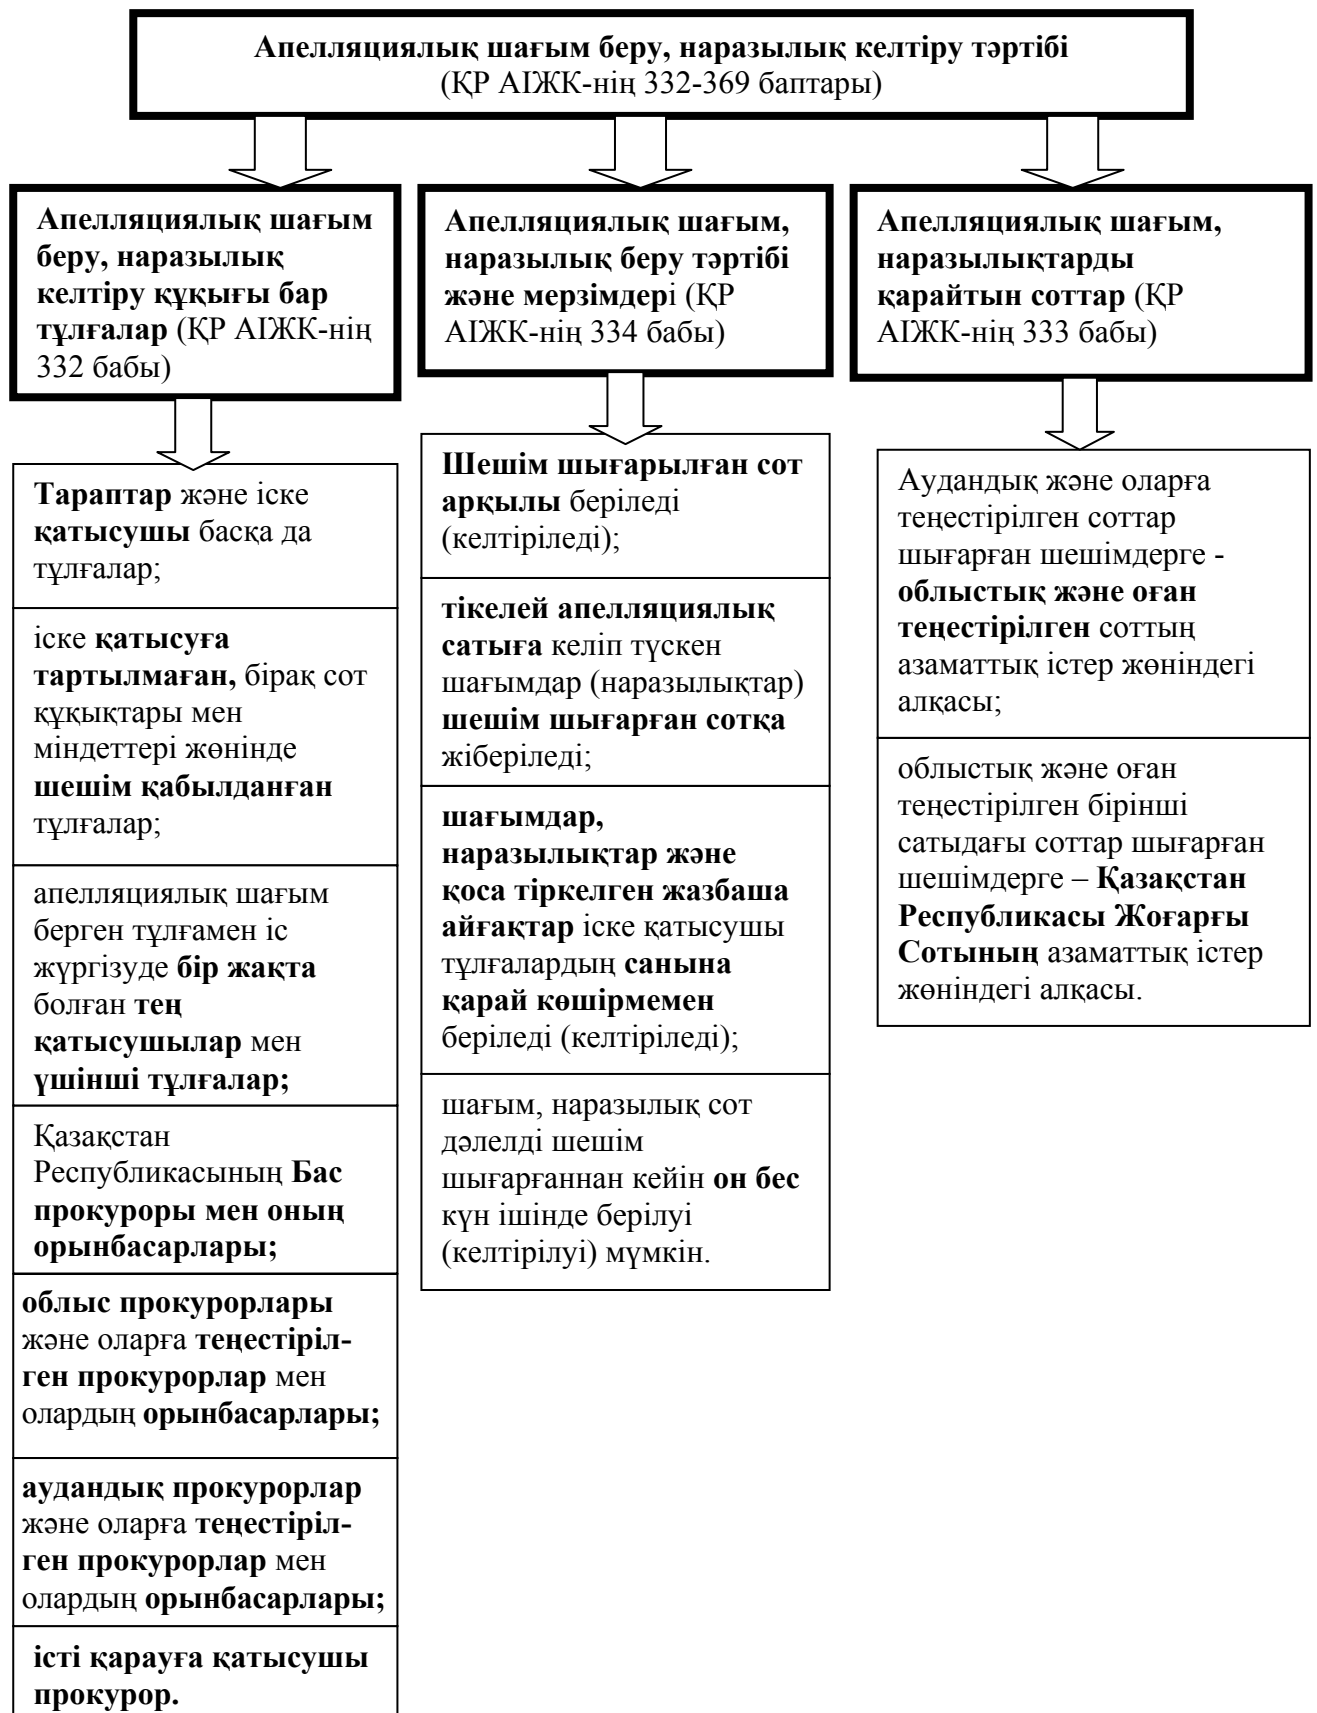 Апелляциялық шағым беру, наразылық келтіру тәртібі
(ҚР АІЖК-нің 332-369 баптары)
Апелляциялық шағым
беру, наразылық
келтіру құқығы бар
тұлғалар (ҚР АІЖК-нің
332 бабы)
Тараптар және іске
қатысушы басқа да
тұлғалар;
іске қатысуға
тартылмаған, бірақ сот
құқықтары мен
міндеттері жөнінде
шешім қабылданған
тұлғалар;
апелляциялық шағым
берген тұлғамен іс
жүргізуде бір жақта
болған тең
қатысушылар мен
үшінші тұлғалар;
Қазақстан
Республикасының Бас
прокуроры мен оның
орынбасарлары;
облыс прокурорлары
және оларға теңестіріл-
ген прокурорлар мен
олардың орынбасарлары;
аудандық прокурорлар
және оларға теңестіріл-
ген прокурорлар мен
олардың орынбасарлары;
істі қарауға қатысушы
прокурор.
Апелляциялық шағым,
наразылық беру тәртібі
және мерзімдері (ҚР
АІЖК-нің 334 бабы)
Шешім шығарылған сот
арқылы беріледі
(келтіріледі);
тікелей апелляциялық
сатыға келіп түскен
шағымдар (наразылықтар)
шешім шығарған сотқа
жіберіледі;
шағымдар,
наразылықтар және
қоса тіркелген жазбаша
айғақтар іске қатысушы
тұлғалардың санына
қарай көшірмемен
беріледі (келтіріледі);
шағым, наразылық сот
дәлелді шешім
шығарғаннан кейін он бес
күн ішінде берілуі
(келтірілуі) мүмкін.
Апелляциялық шағым,
наразылықтарды
қарайтын соттар (ҚР
АІЖК-нің 333 бабы)
Аудандық және оларға
теңестірілген соттар
шығарған шешімдерге -
облыстық және оған
теңестірілген соттың
азаматтық істер жөніндегі
алқасы;
облыстық және оған
теңестірілген бірінші
сатыдағы соттар шығарған
шешімдерге – Қазақстан
Республикасы Жоғарғы
Сотының азаматтық істер
жөніндегі алқасы.